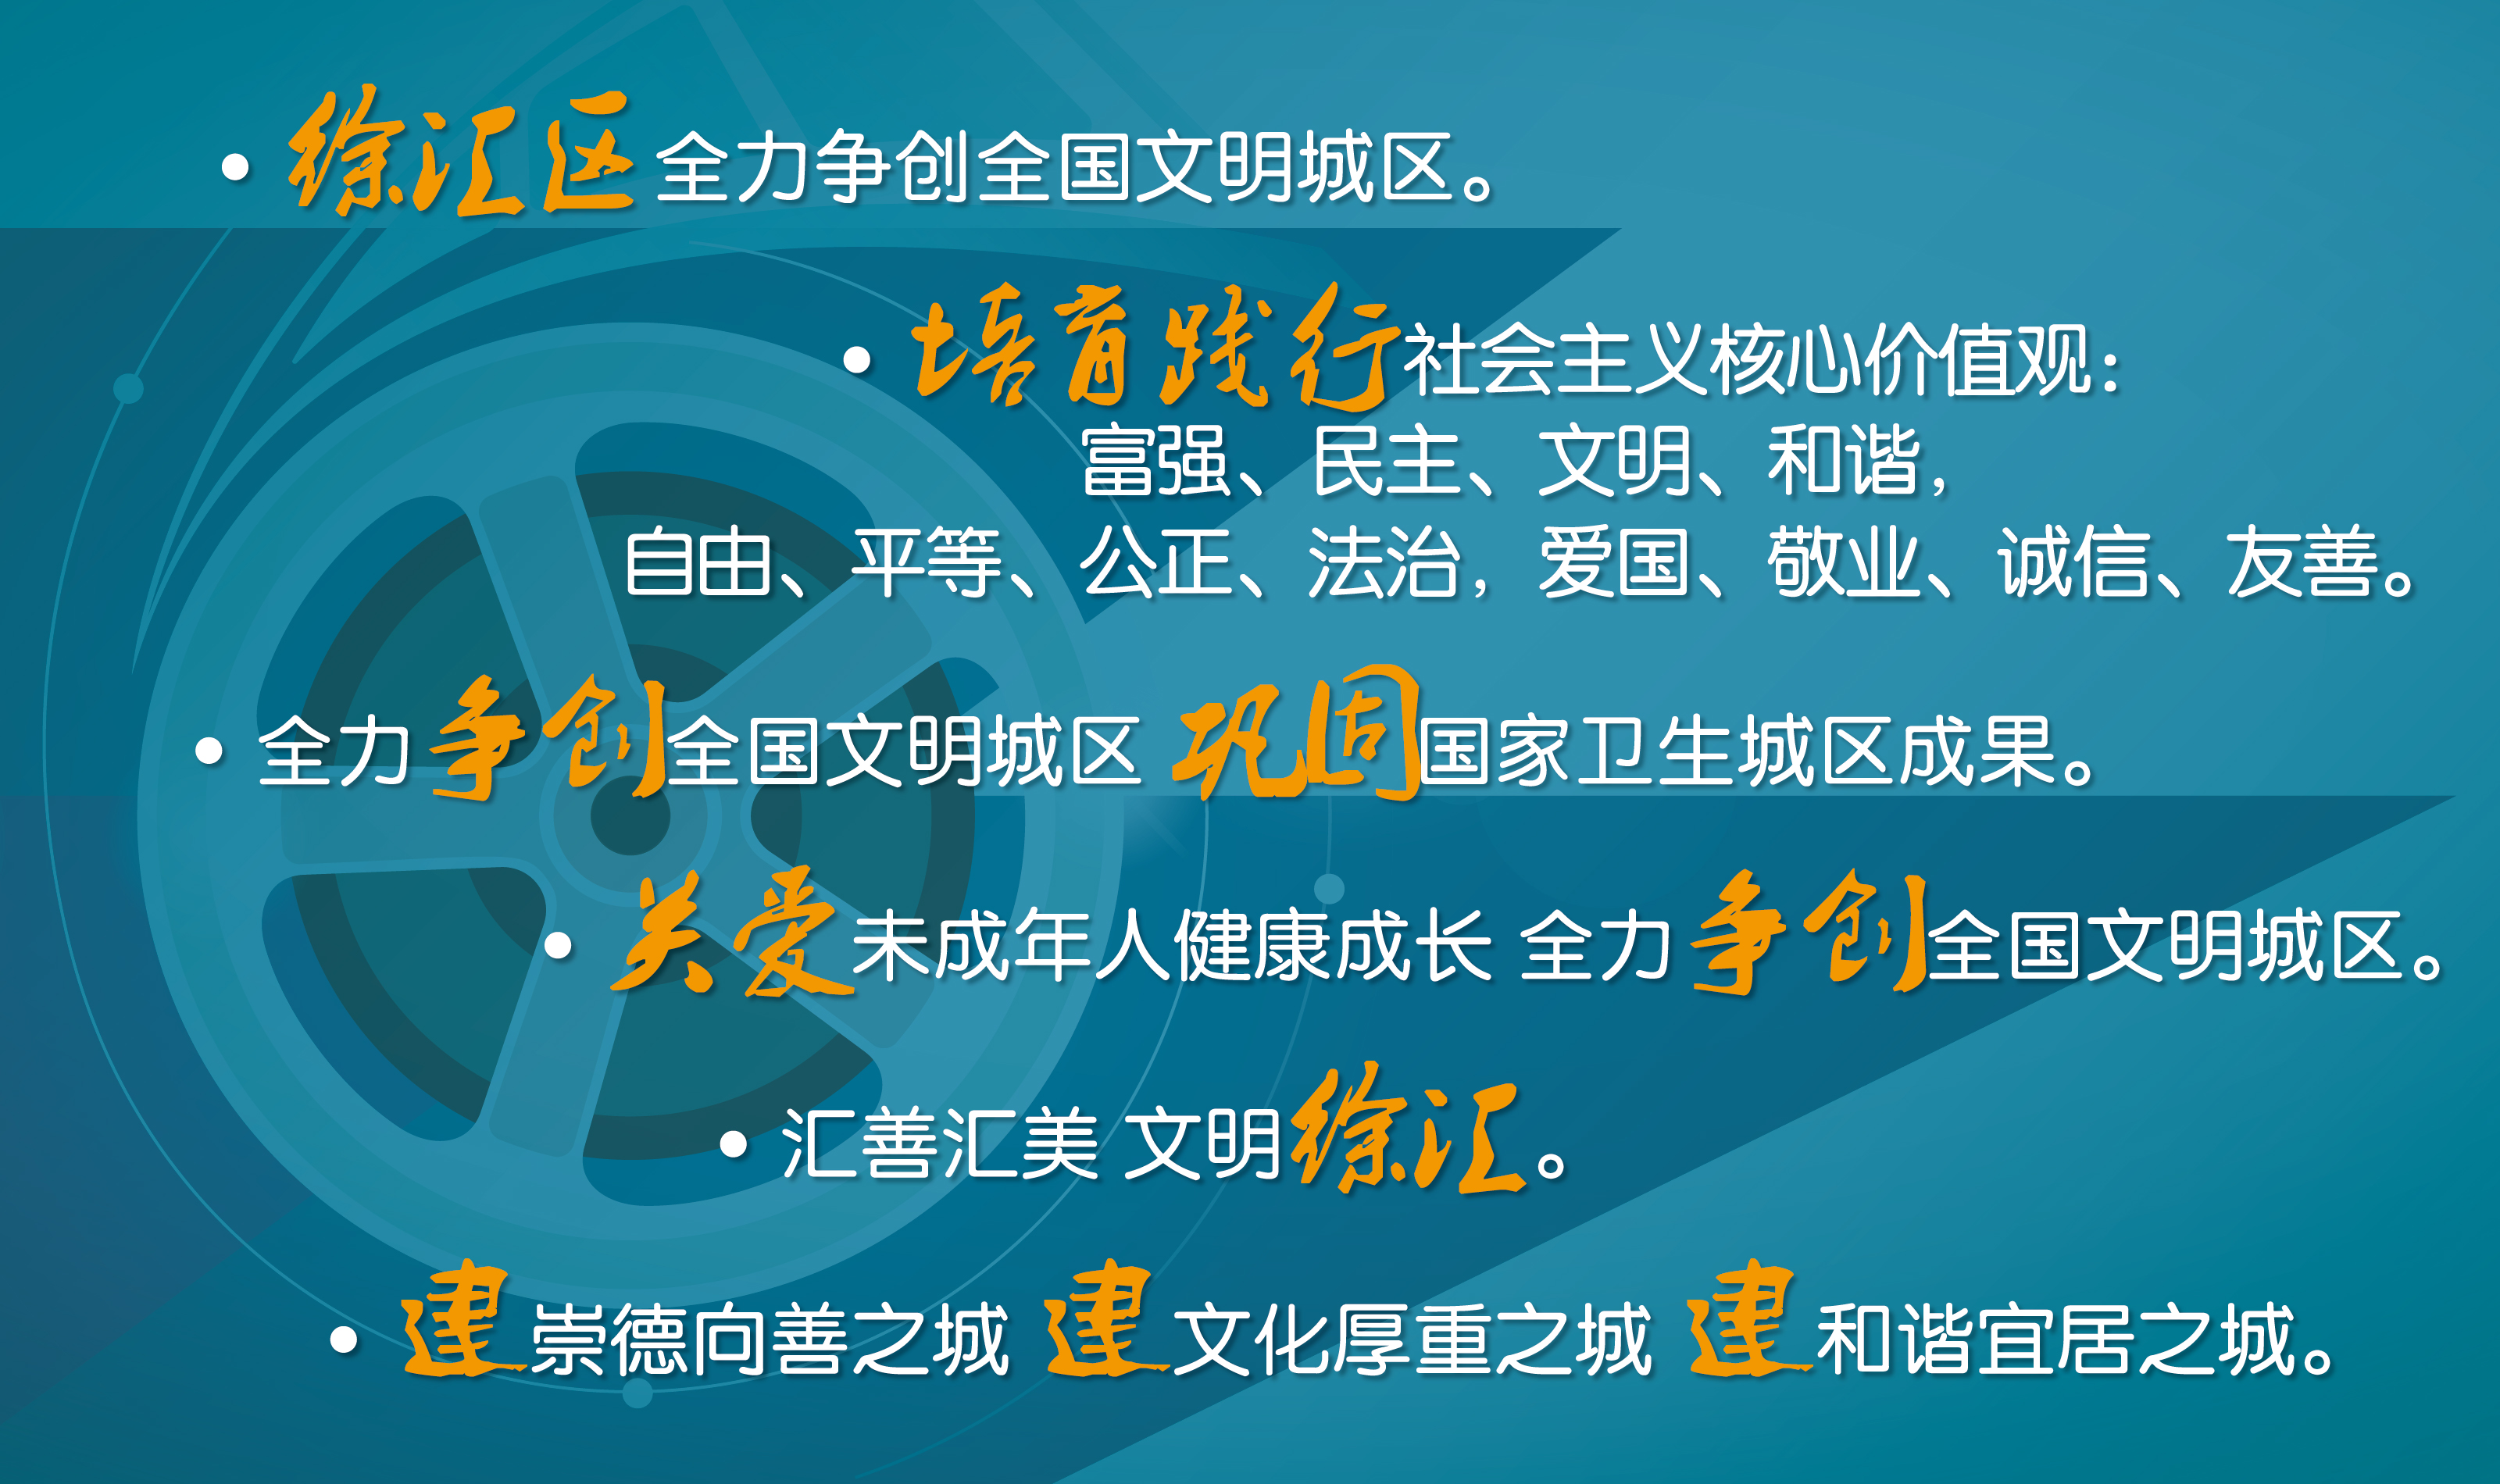 • 徐汇区 全力争创全国文明城区。
• 培育践行社会主义核心价值观：
富强、民主、文明、和谐，
自由、平等、公正、法治，爱国、敬业、诚信、友善。
• 全力争创全国文明城区 巩固国家卫生城区成果。
• 关爱未成年人健康成长 全力争创全国文明城区。
• 汇善汇美 文明徐汇。
• 建崇德向善之城 建文化厚重之城 建和谐宜居之城。